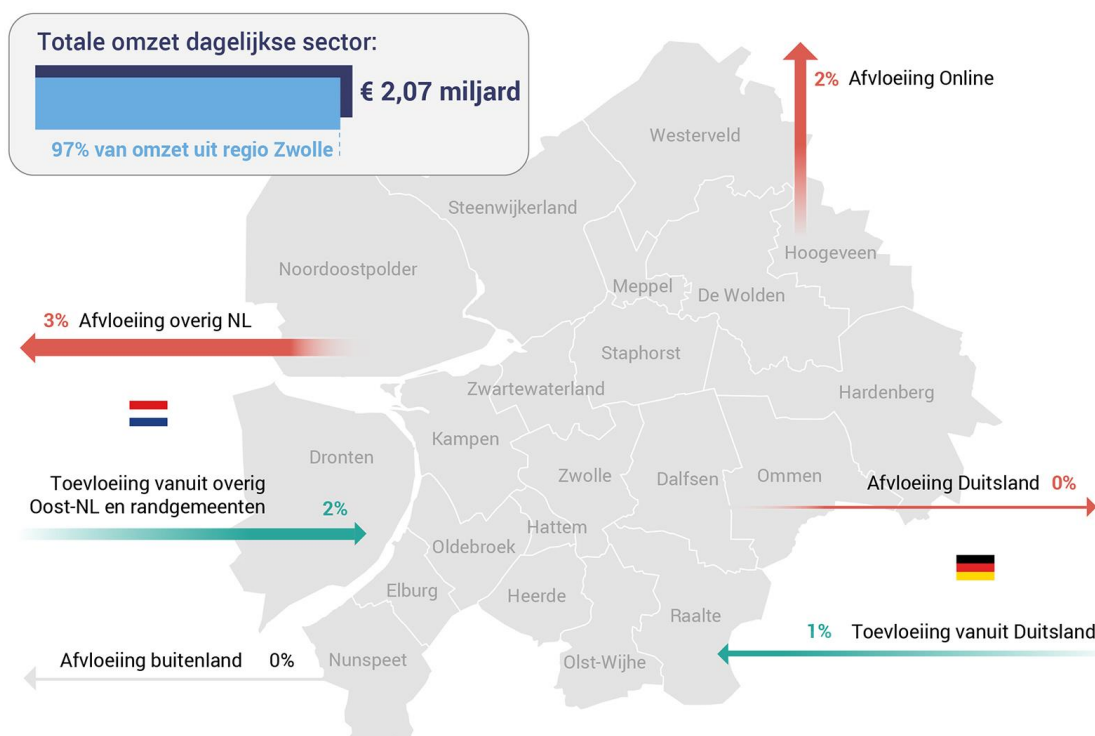 Totale omzet dagelijkse sector:
€ 2,07 miljard
97% van omzet uit regio Zwolle
2% Afvloeiing Online
Westerveld
Steenwijkerland
Hoogeveen
Noordoostpolder
Meppel
De Wolden
3% Afvloeiing overig NL
Staphorst
Zwartewaterland
Hardenberg
Kampen
Dronten
Zwolle
Dalfsen
Ommen
Toevloeiing vanuit overig
Oost-NL en randgemeenten
2%
Afvloeiing Duitsland 0%
Hattem
Oldebroek
Elburg
Heerde
Raalte
1% Toevloeiing vanuit Duitsland
Afvloeiing buitenland 0%
Nunspeet
Olst-Wijhe